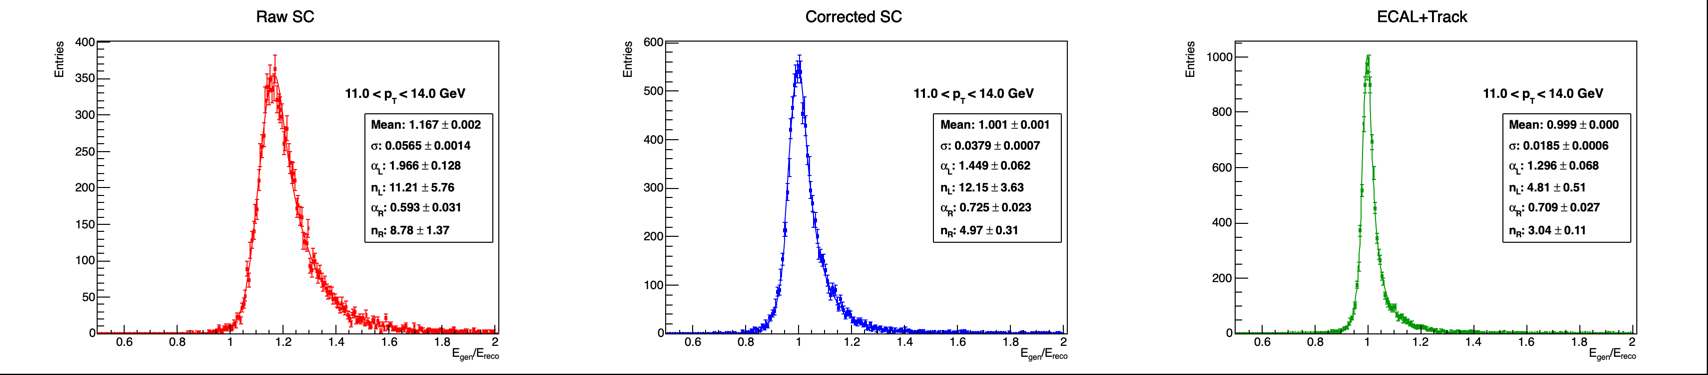 Raw SC
Entries
400
350
300
250
200
150
100
50
0
0.6 0.8 1 1.2 1.4 1.6 1.8 2
E_gen/E_reco
11.0 < p_T < 14.0 GeV
Mean: 1.167 ± 0.002
σ: 0.0565 ± 0.0014
α_L: 1.966 ± 0.128
n_L: 11.21 ± 5.76
α_R: 0.593 ± 0.031
n_R: 8.78 ± 1.37
Corrected SC
Entries
600
500
400
300
200
100
0
0.6 0.8 1 1.2 1.4 1.6 1.8 2
E_gen/E_reco
11.0 < p_T < 14.0 GeV
Mean: 1.001 ± 0.001
σ: 0.0379 ± 0.0007
α_L: 1.449 ± 0.062
n_L: 12.15 ± 3.63
α_R: 0.725 ± 0.023
n_R: 4.97 ± 0.31
ECAL+Track
Entries
1000
800
600
400
200
0
0.6 0.8 1 1.2 1.4 1.6 1.8 2
E_gen/E_reco
11.0 < p_T < 14.0 GeV
Mean: 0.999 ± 0.000
σ: 0.0185 ± 0.0006
α_L: 1.296 ± 0.068
n_L: 4.81 ± 0.51
α_R: 0.709 ± 0.027
n_R: 3.04 ± 0.11